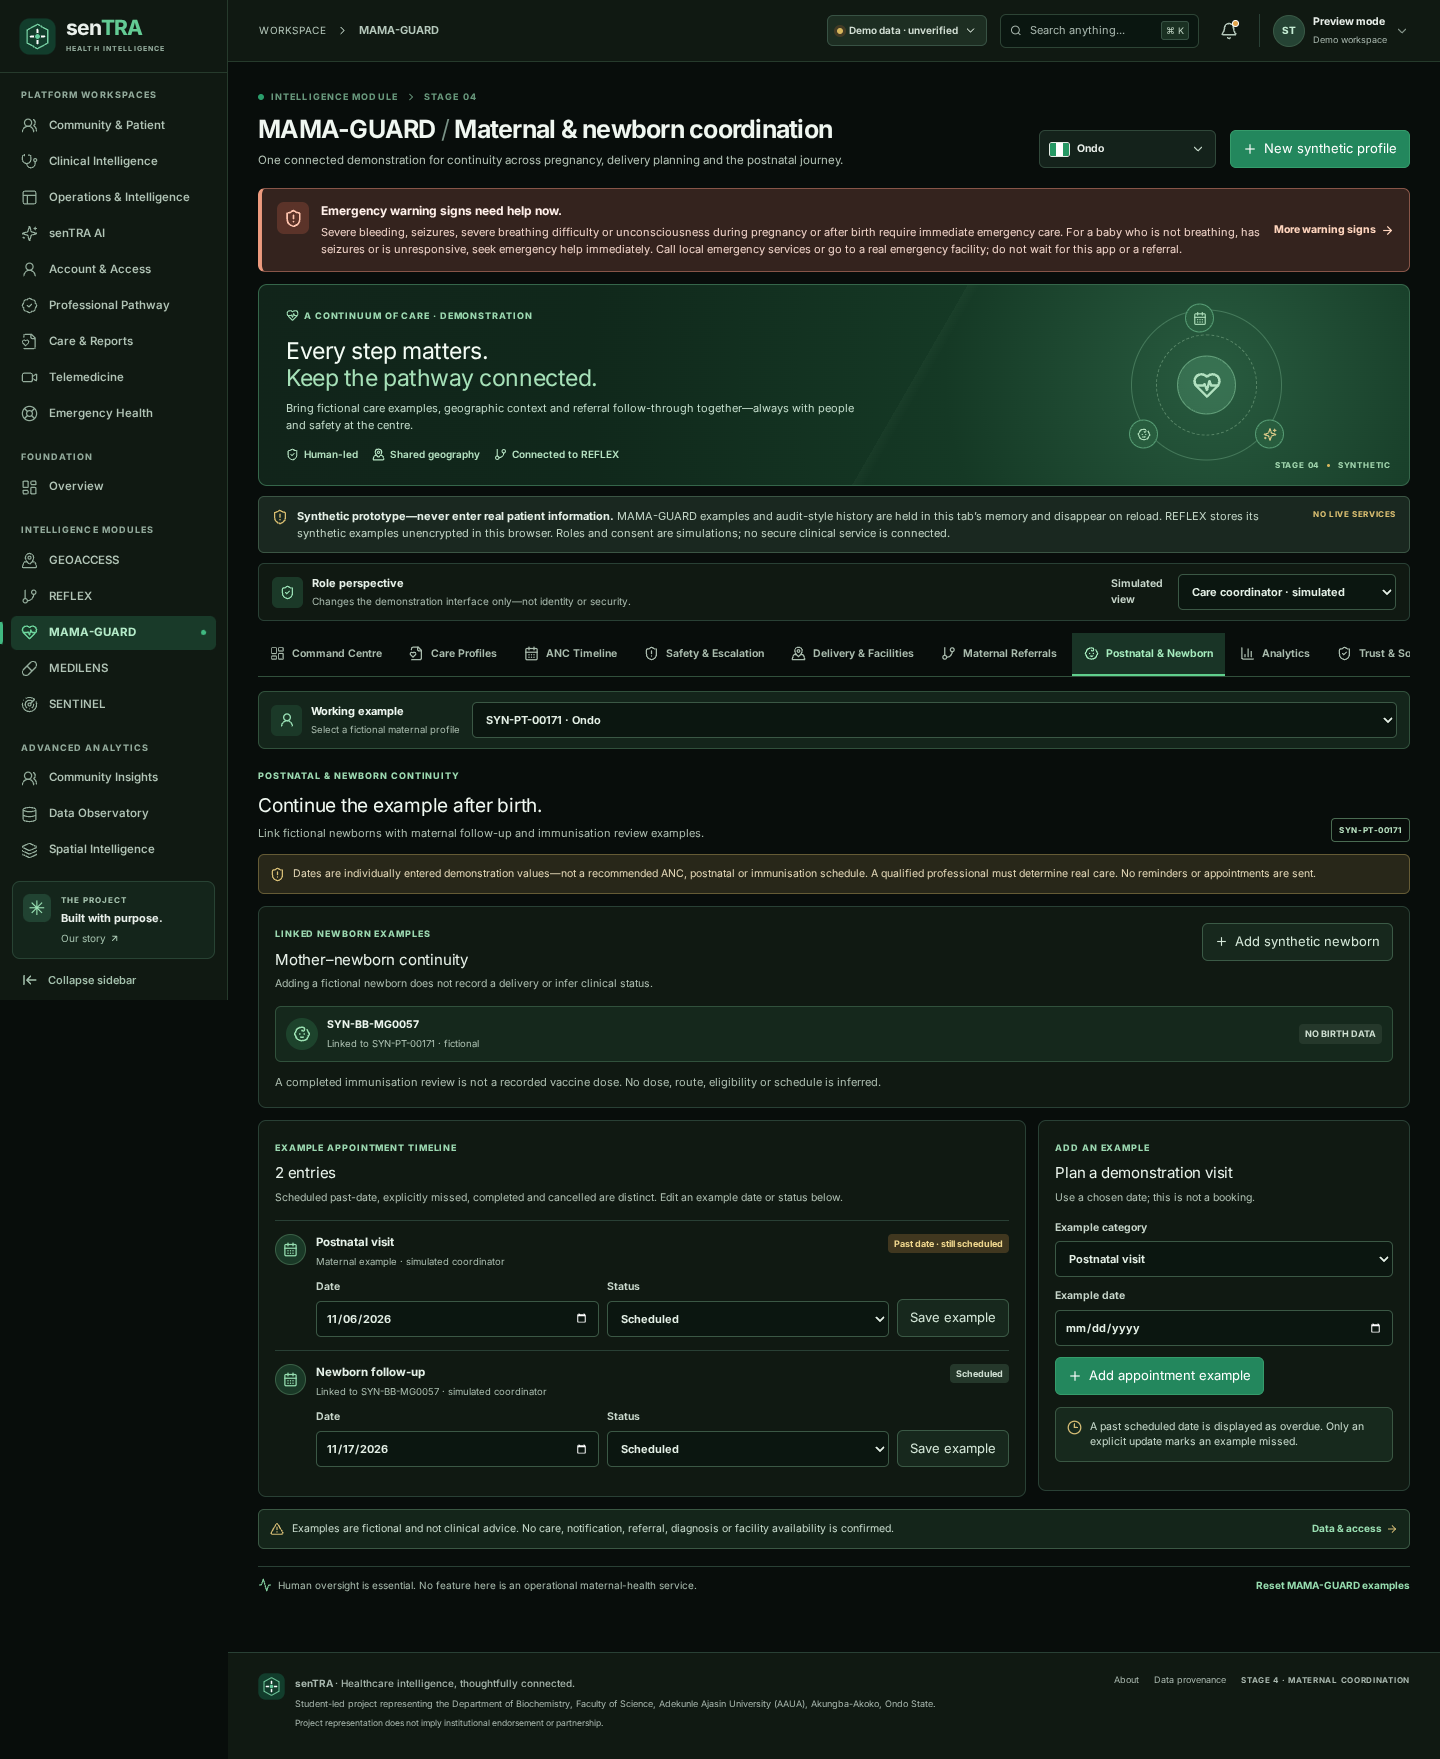 senTRA
HEALTH INTELLIGENCE
PLATFORM WORKSPACES
Community & Patient
Clinical Intelligence
Operations & Intelligence
senTRA AI
Account & Access
Professional Pathway
Care & Reports
Telemedicine
Emergency Health
FOUNDATION
Overview
INTELLIGENCE MODULES
GEOACCESS
REFLEX
MAMA-GUARD
MEDILENS
SENTINEL
ADVANCED ANALYTICS
Community Insights
Data Observatory
Spatial Intelligence
THE PROJECT
Built with purpose.
Our story
Collapse sidebar
WORKSPACE > MAMA-GUARD
Demo data · unverified
Search anything...
⌘ K
ST
Preview mode
Demo workspace
INTELLIGENCE MODULE > STAGE 04
MAMA-GUARD / Maternal & newborn coordination
One connected demonstration for continuity across pregnancy, delivery planning and the postnatal journey.
Ondo
+ New synthetic profile
Emergency warning signs need help now.
Severe bleeding, seizures, severe breathing difficulty or unconsciousness during pregnancy or after birth require immediate emergency care. For a baby who is not breathing, has
seizures or is unresponsive, seek emergency help immediately. Call local emergency services or go to a real emergency facility; do not wait for this app or a referral.
More warning signs →
A CONTINUUM OF CARE · DEMONSTRATION
Every step matters.
Keep the pathway connected.
Bring fictional care examples, geographic context and referral follow-through together—always with people
and safety at the centre.
Human-led
Shared geography
Connected to REFLEX
STAGE 04 • SYNTHETIC
Synthetic prototype—never enter real patient information. MAMA-GUARD examples and audit-style history are held in this tab's memory and disappear on reload. REFLEX stores its
synthetic examples unencrypted in this browser. Roles and consent are simulations; no secure clinical service is connected.
NO LIVE SERVICES
Role perspective
Changes the demonstration interface only—not identity or security.
Simulated
view
Care coordinator · simulated
Command Centre
Care Profiles
ANC Timeline
Safety & Escalation
Delivery & Facilities
Maternal Referrals
Postnatal & Newborn
Analytics
Trust & So
Working example
Select a fictional maternal profile
SYN-PT-00171 · Ondo
POSTNATAL & NEWBORN CONTINUITY
Continue the example after birth.
Link fictional newborns with maternal follow-up and immunisation review examples.
SYN-PT-00171
Dates are individually entered demonstration values—not a recommended ANC, postnatal or immunisation schedule. A qualified professional must determine real care. No reminders or appointments are sent.
LINKED NEWBORN EXAMPLES
Mother–newborn continuity
Adding a fictional newborn does not record a delivery or infer clinical status.
+ Add synthetic newborn
SYN-BB-MG0057
Linked to SYN-PT-00171 · fictional
NO BIRTH DATA
A completed immunisation review is not a recorded vaccine dose. No dose, route, eligibility or schedule is inferred.
EXAMPLE APPOINTMENT TIMELINE
2 entries
Scheduled past-date, explicitly missed, completed and cancelled are distinct. Edit an example date or status below.
Postnatal visit
Maternal example · simulated coordinator
Past date · still scheduled
Date
Status
11/06/2026
Scheduled
Save example
Newborn follow-up
Linked to SYN-BB-MG0057 · simulated coordinator
Scheduled
Date
Status
11/17/2026
Scheduled
Save example
ADD AN EXAMPLE
Plan a demonstration visit
Use a chosen date; this is not a booking.
Example category
Postnatal visit
Example date
mm/dd/yyyy
+ Add appointment example
A past scheduled date is displayed as overdue. Only an
explicit update marks an example missed.
Examples are fictional and not clinical advice. No care, notification, referral, diagnosis or facility availability is confirmed.
Data & access →
Human oversight is essential. No feature here is an operational maternal-health service.
Reset MAMA-GUARD examples
senTRA · Healthcare intelligence, thoughtfully connected.
Student-led project representing the Department of Biochemistry, Faculty of Science, Adekunle Ajasin University (AAUA), Akungba-Akoko, Ondo State.
Project representation does not imply institutional endorsement or partnership.
About
Data provenance
STAGE 4 · MATERNAL COORDINATION